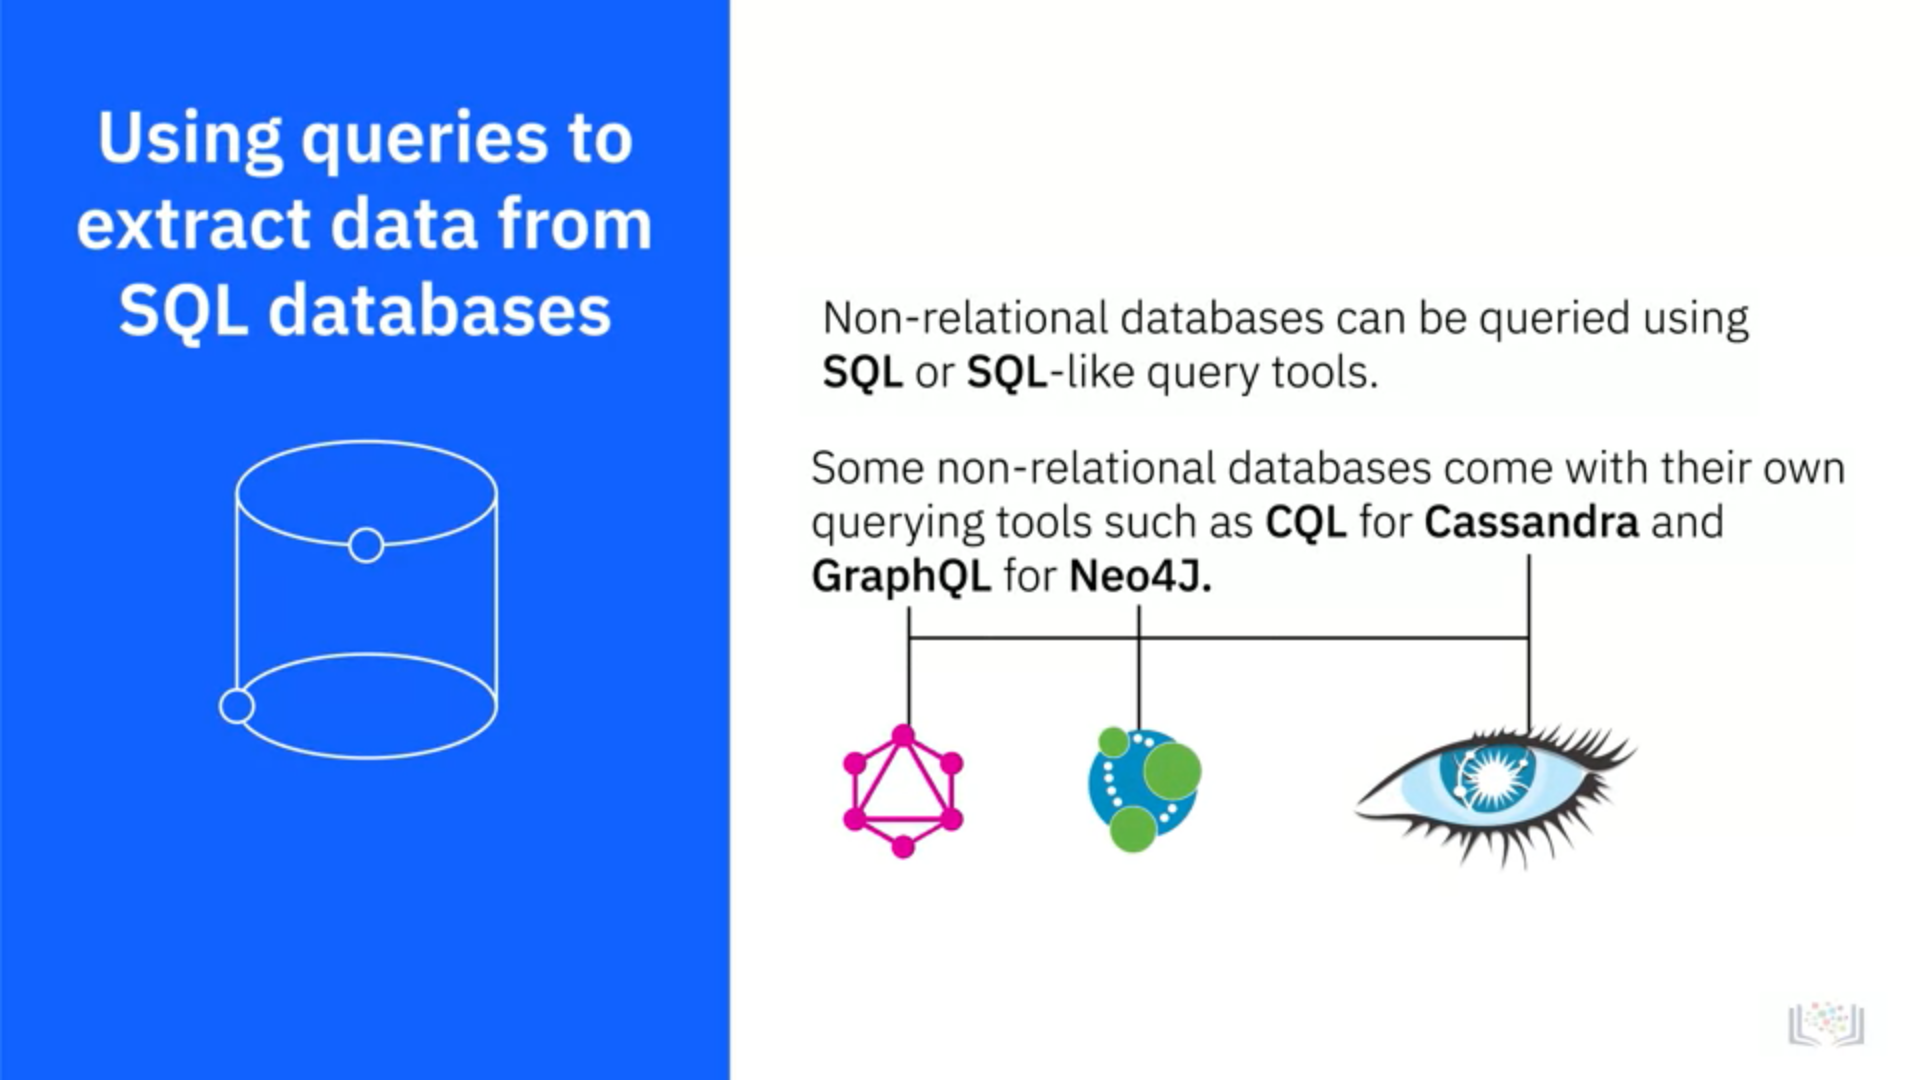 Using queries to
extract data from
SQL databases
Non-relational databases can be queried using
SQL or SQL-like query tools.
Some non-relational databases come with their own
querying tools such as CQL for Cassandra and
GraphQL for Neo4J.